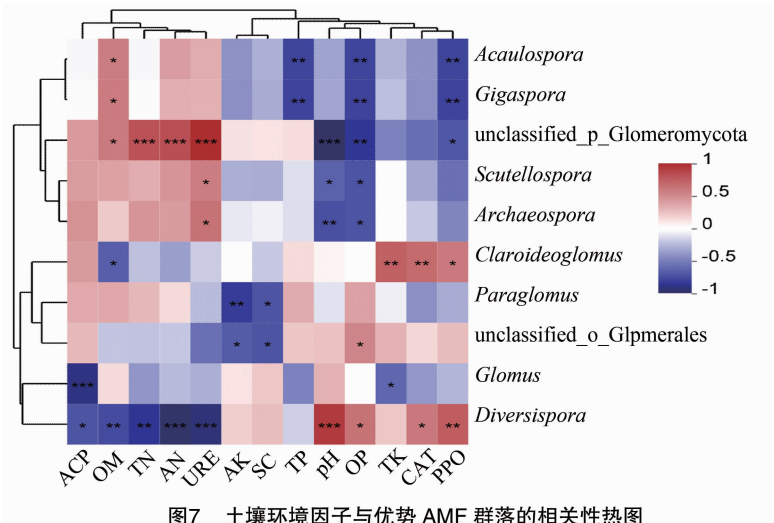 Acaulospora
* ** ** **
Gigaspora
* ** ** **
unclassified_p_Glomeromycota
* *** *** *** *** ** *
Scutellospora
* * *
Archaeospora
* ** *
Claroideoglomus
* ** ** *
Paraglomus
** *
unclassified_o_Glpmerales
* * *
Glomus
*** *
Diversispora
* ** ** *** *** *** * * **
1
0.5
0
-0.5
-1
ACP OM TN AN URE AK SC TP pH OP TK CAT PPO
图7 土壤环境因子与优势 AMF 群落的相关性热图